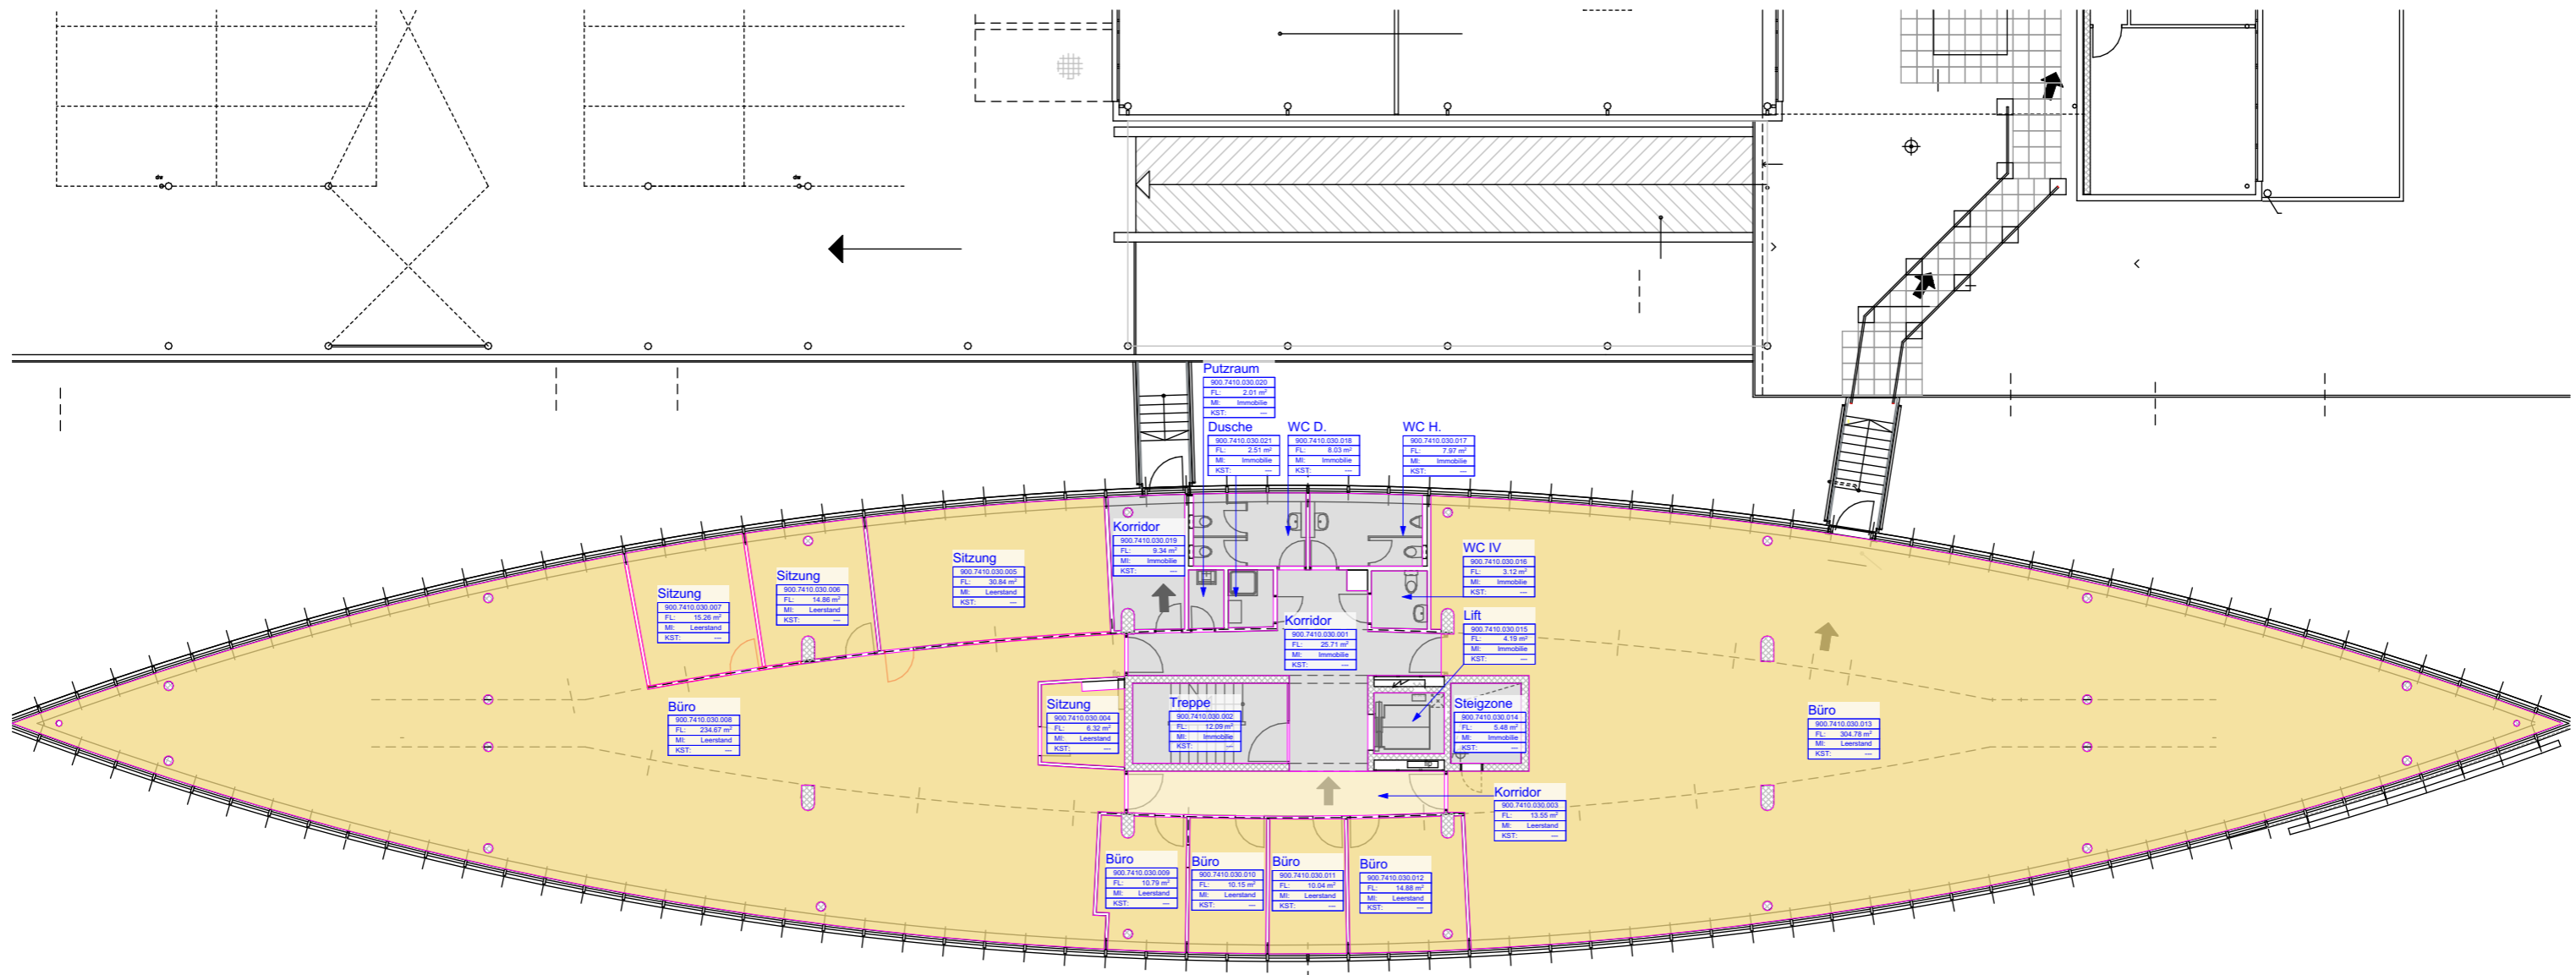 Putzraum
900.7410.030.020
FL: 2.01 m²
MI: Immobilie
KST: —
Dusche
900.7410.030.021
FL: 2.51 m²
MI: Immobilie
KST: —
WC D.
900.7410.030.018
FL: 8.03 m²
MI: Immobilie
KST: —
WC H.
900.7410.030.017
FL: 7.97 m²
MI: Immobilie
KST: —
Korridor
900.7410.030.019
FL: 9.34 m²
MI: Immobilie
KST: —
Sitzung
900.7410.030.005
FL: 30.84 m²
MI: Leerstand
KST: —
Sitzung
900.7410.030.006
FL: 14.86 m²
MI: Leerstand
KST: —
Sitzung
900.7410.030.007
FL: 15.26 m²
MI: Leerstand
KST: —
WC IV
900.7410.030.016
FL: 3.12 m²
MI: Immobilie
KST: —
Korridor
900.7410.030.001
FL: 25.71 m²
MI: Immobilie
KST: —
Lift
900.7410.030.015
FL: 4.19 m²
MI: Immobilie
KST: —
Büro
900.7410.030.008
FL: 234.67 m²
MI: Leerstand
KST: —
Sitzung
900.7410.030.004
FL: 6.32 m²
MI: Leerstand
KST: —
Treppe
900.7410.030.002
FL: 12.09 m²
MI: Immobilie
KST: —
Steigzone
900.7410.030.014
FL: 5.48 m²
MI: Immobilie
KST: —
Büro
900.7410.030.013
FL: 304.78 m²
MI: Leerstand
KST: —
Korridor
900.7410.030.003
FL: 13.55 m²
MI: Leerstand
KST: —
Büro
900.7410.030.009
FL: 10.79 m²
MI: Leerstand
KST: —
Büro
900.7410.030.010
FL: 10.15 m²
MI: Leerstand
KST: —
Büro
900.7410.030.011
FL: 10.04 m²
MI: Leerstand
KST: —
Büro
900.7410.030.012
FL: 14.88 m²
MI: Leerstand
KST: —